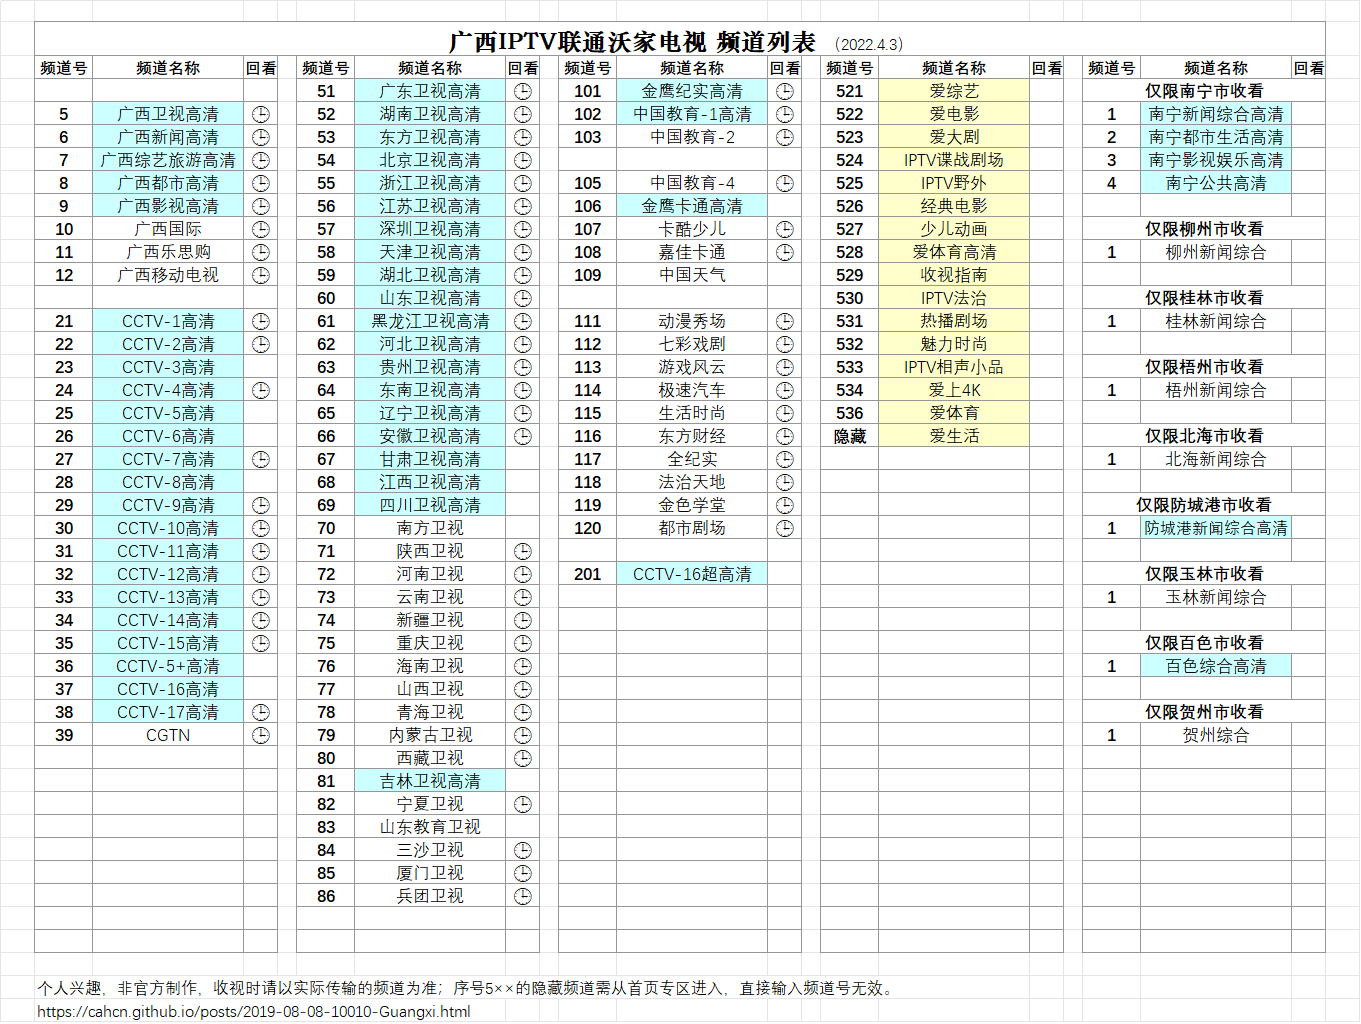 广西IPTV联通沃家电视 频道列表 （2022.4.3）
频道号 频道名称 回看 频道号 频道名称 回看 频道号 频道名称 回看 频道号 频道名称 回看 频道号 频道名称 回看
51 广东卫视高清 101 金鹰纪实高清 521 爱综艺 仅限南宁市收看
5 广西卫视高清 52 湖南卫视高清 102 中国教育-1高清 522 爱电影 1 南宁新闻综合高清
6 广西新闻高清 53 东方卫视高清 103 中国教育-2 523 爱大剧 2 南宁都市生活高清
7 广西综艺旅游高清 54 北京卫视高清 524 IPTV谍战剧场 3 南宁影视娱乐高清
8 广西都市高清 55 浙江卫视高清 105 中国教育-4 525 IPTV野外 4 南宁公共高清
9 广西影视高清 56 江苏卫视高清 106 金鹰卡通高清 526 经典电影
10 广西国际 57 深圳卫视高清 107 卡酷少儿 527 少儿动画 仅限柳州市收看
11 广西乐思购 58 天津卫视高清 108 嘉佳卡通 528 爱体育高清 1 柳州新闻综合
12 广西移动电视 59 湖北卫视高清 109 中国天气 529 收视指南
60 山东卫视高清 530 IPTV法治 仅限桂林市收看
21 CCTV-1高清 61 黑龙江卫视高清 111 动漫秀场 531 热播剧场 1 桂林新闻综合
22 CCTV-2高清 62 河北卫视高清 112 七彩戏剧 532 魅力时尚
23 CCTV-3高清 63 贵州卫视高清 113 游戏风云 533 IPTV相声小品 仅限梧州市收看
24 CCTV-4高清 64 东南卫视高清 114 极速汽车 534 爱上4K 1 梧州新闻综合
25 CCTV-5高清 65 辽宁卫视高清 115 生活时尚 536 爱体育
26 CCTV-6高清 66 安徽卫视高清 116 东方财经 隐藏 爱生活 仅限北海市收看
27 CCTV-7高清 67 甘肃卫视高清 117 全纪实 1 北海新闻综合
28 CCTV-8高清 68 江西卫视高清 118 法治天地
29 CCTV-9高清 69 四川卫视高清 119 金色学堂 仅限防城港市收看
30 CCTV-10高清 70 南方卫视 120 都市剧场 1 防城港新闻综合高清
31 CCTV-11高清 71 陕西卫视
32 CCTV-12高清 72 河南卫视 201 CCTV-16超高清 仅限玉林市收看
33 CCTV-13高清 73 云南卫视 1 玉林新闻综合
34 CCTV-14高清 74 新疆卫视
35 CCTV-15高清 75 重庆卫视 仅限百色市收看
36 CCTV-5+高清 76 海南卫视 1 百色综合高清
37 CCTV-16高清 77 山西卫视
38 CCTV-17高清 78 青海卫视 仅限贺州市收看
39 CGTN 79 内蒙古卫视 1 贺州综合
80 西藏卫视
81 吉林卫视高清
82 宁夏卫视
83 山东教育卫视
84 三沙卫视
85 厦门卫视
86 兵团卫视
个人兴趣，非官方制作，收视时请以实际传输的频道为准；序号5××的隐藏频道需从首页专区进入，直接输入频道号无效。
https://cahcn.github.io/posts/2019-08-08-10010-Guangxi.html